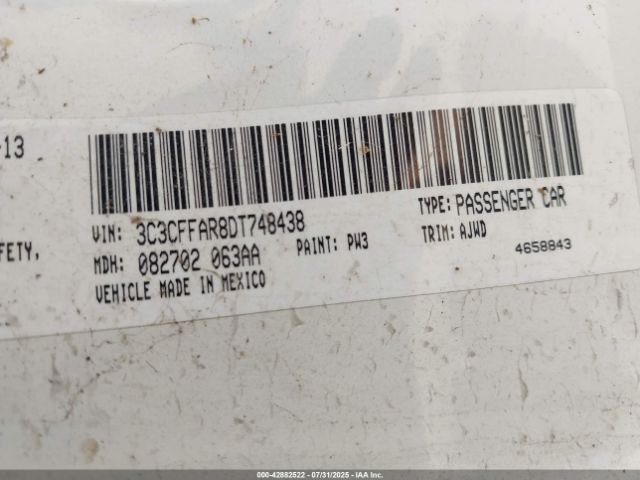 -13
VIN: 3C3CFFAR8DT748438
TYPE: PASSENGER CAR
FETY,
MDH: 082702 063AA
PAINT: PW3
TRIM: AJWD
VEHICLE MADE IN MEXICO
4658843
000-42882522 - 07/31/2025 - IAA Inc.